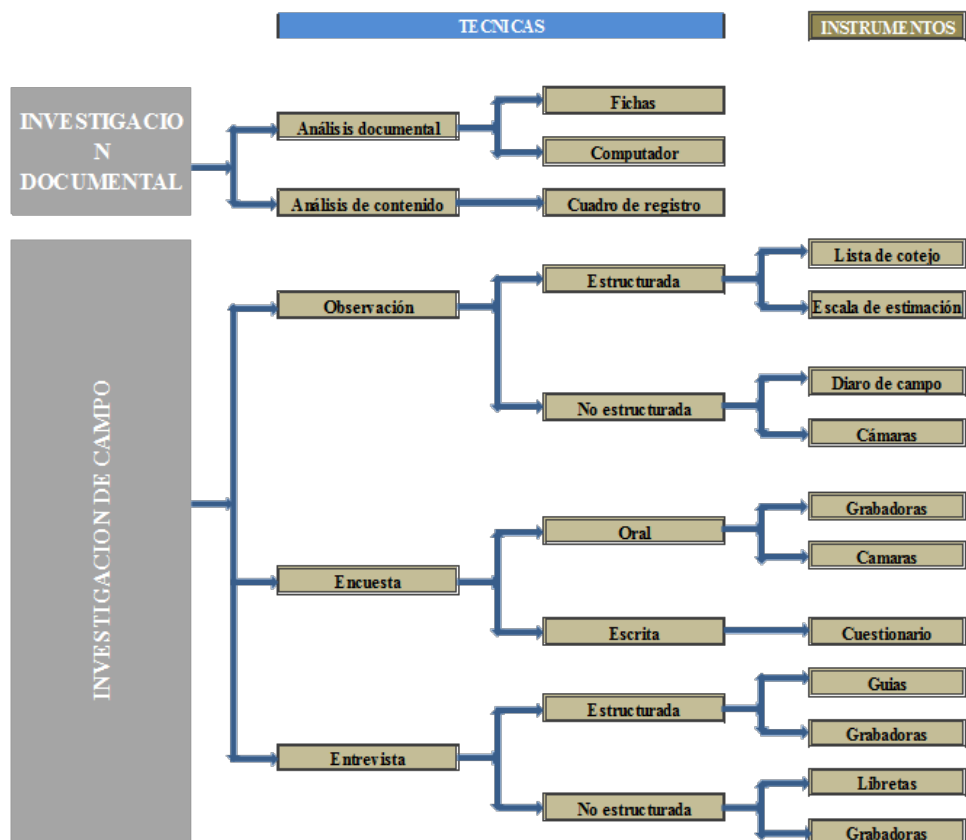 TECNICAS
INSTRUMENTOS
INVESTIGACIO
N
DOCUMENTAL
Análisis documental
Fichas
Computador
Análisis de contenido
Cuadro de registro
INVESTIGACION DE CAMPO
Observación
Estructurada
Lista de cotejo
Escala de estimación
No estructurada
Diaro de campo
Cámaras
Encuesta
Oral
Grabadoras
Camaras
Escrita
Cuestionario
Entrevista
Estructurada
Guias
Grabadoras
No estructurada
Libretas
Grabadoras